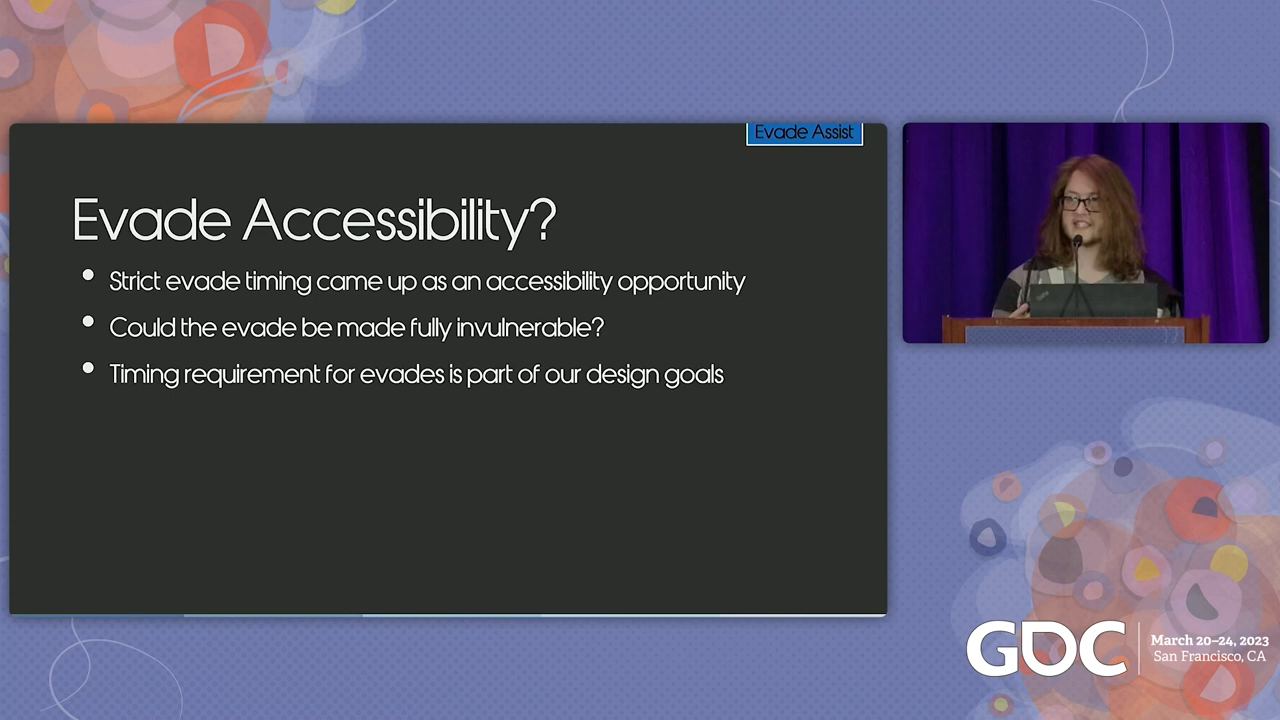 Evade Assist
Evade Accessibility?
Strict evade timing came up as an accessibility opportunity
Could the evade be made fully invulnerable?
Timing requirement for evades is part of our design goals
GDC
March 20–24, 2023
San Francisco, CA